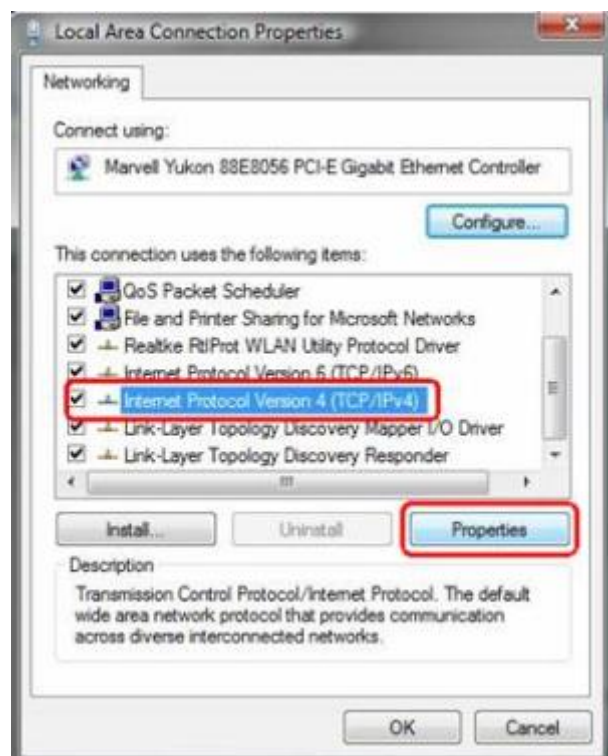 Local Area Connection Properties
Networking
Connect using:
Marvell Yukon 88E8056 PCI-E Gigabit Ethernet Controller
Configure...
This connection uses the following items:
QoS Packet Scheduler
File and Printer Sharing for Microsoft Networks
Realtke RtlProt WLAN Utility Protocol Driver
Internet Protocol Version 6 (TCP/IPv6)
Internet Protocol Version 4 (TCP/IPv4)
Link-Layer Topology Discovery Mapper I/O Driver
Link-Layer Topology Discovery Responder
Install...
Uninstall
Properties
Description
Transmission Control Protocol/Internet Protocol. The default
wide area network protocol that provides communication
across diverse interconnected networks.
OK
Cancel